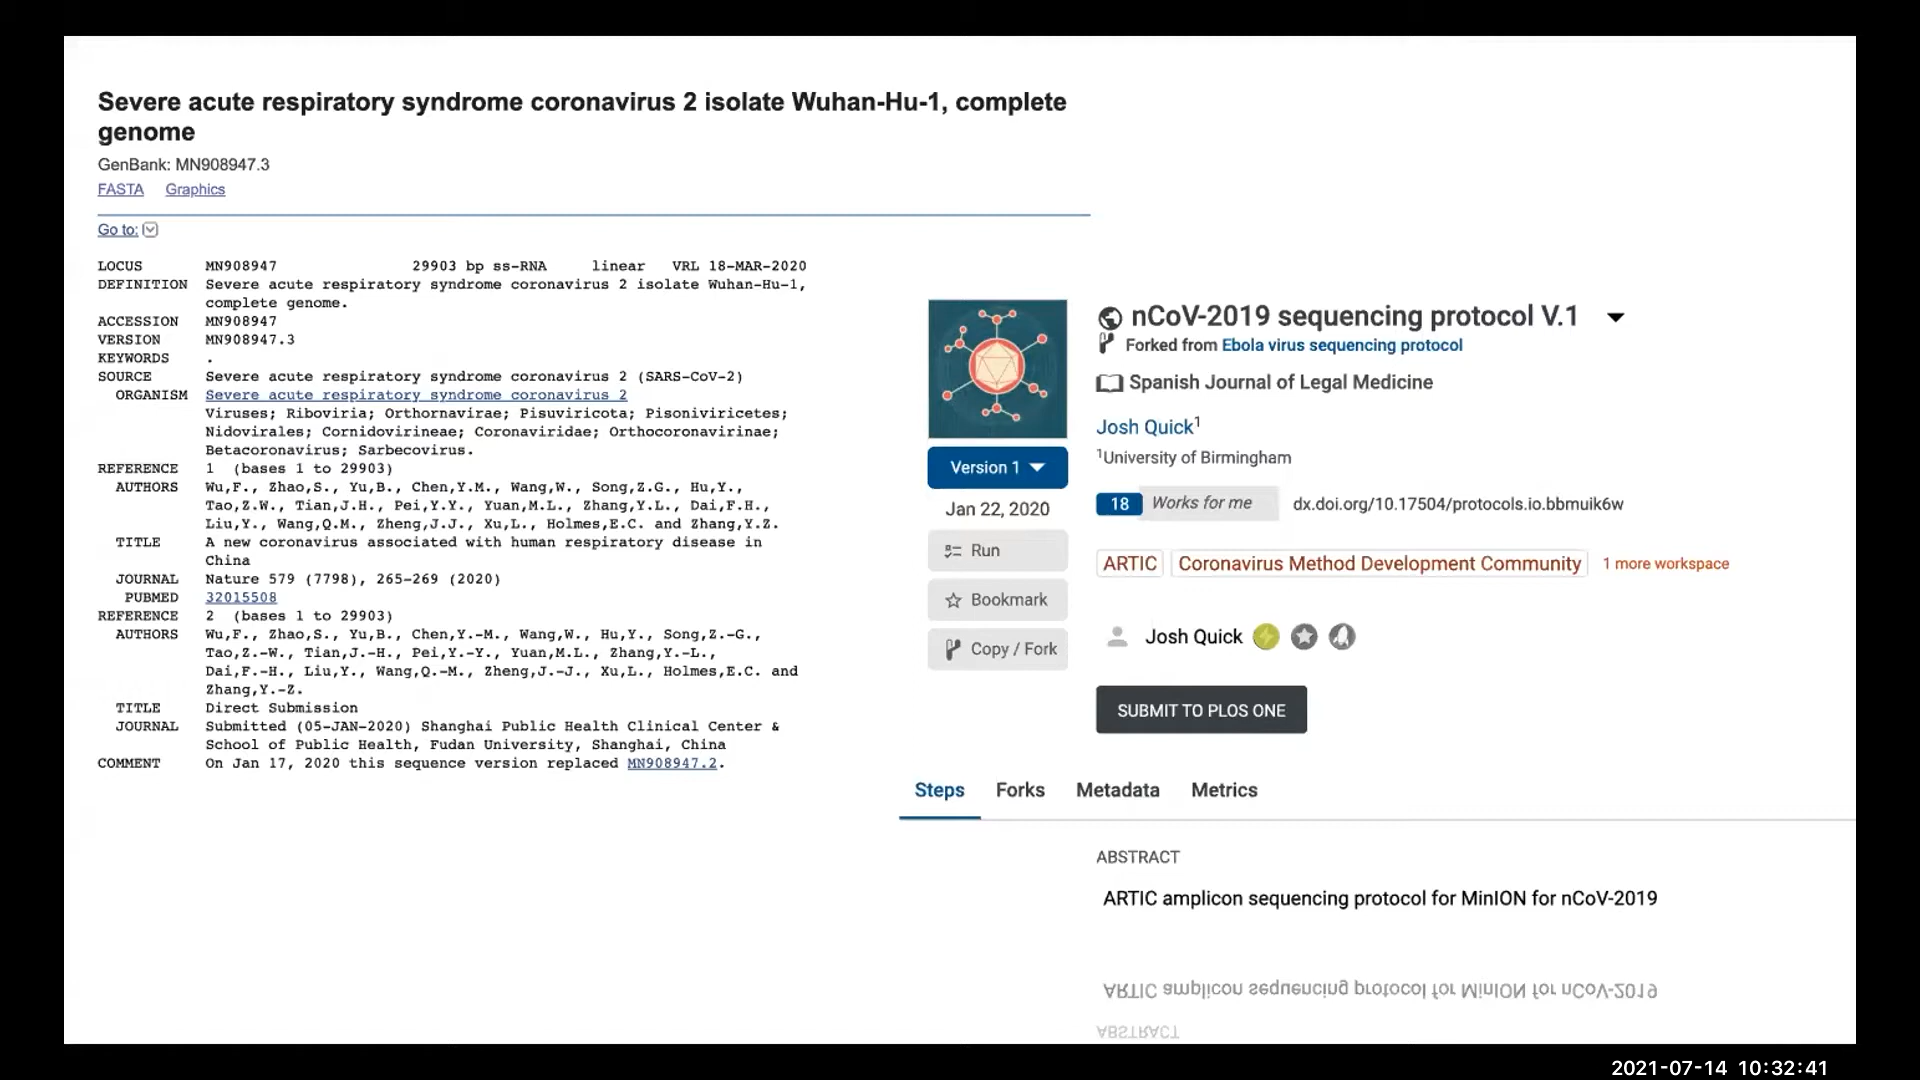 Severe acute respiratory syndrome coronavirus 2 isolate Wuhan-Hu-1, complete
genome
GenBank: MN908947.3
FASTA Graphics
Go to:
LOCUS MN908947 29903 bp ss-RNA linear VRL 18-MAR-2020
DEFINITION Severe acute respiratory syndrome coronavirus 2 isolate Wuhan-Hu-1,
complete genome.
ACCESSION MN908947
VERSION MN908947.3
KEYWORDS .
SOURCE Severe acute respiratory syndrome coronavirus 2 (SARS-CoV-2)
ORGANISM Severe acute respiratory syndrome coronavirus 2
Viruses; Riboviria; Orthornavirae; Pisuviricota; Pisoniviricetes;
Nidovirales; Cornidovirineae; Coronaviridae; Orthocoronavirinae;
Betacoronavirus; Sarbecovirus.
REFERENCE 1 (bases 1 to 29903)
AUTHORS Wu,F., Zhao,S., Yu,B., Chen,Y.M., Wang,W., Song,Z.G., Hu,Y.,
Tao,Z.W., Tian,J.H., Pei,Y.Y., Yuan,M.L., Zhang,Y.L., Dai,F.H.,
Liu,Y., Wang,Q.M., Zheng,J.J., Xu,L., Holmes,E.C. and Zhang,Y.Z.
TITLE A new coronavirus associated with human respiratory disease in
China
JOURNAL Nature 579 (7798), 265-269 (2020)
PUBMED 32015508
REFERENCE 2 (bases 1 to 29903)
AUTHORS Wu,F., Zhao,S., Yu,B., Chen,Y.-M., Wang,W., Hu,Y., Song,Z.-G.,
Tao,Z.-W., Tian,J.-H., Pei,Y.-Y., Yuan,M.L., Zhang,Y.-L.,
Dai,F.-H., Liu,Y., Wang,Q.-M., Zheng,J.-J., Xu,L., Holmes,E.C. and
Zhang,Y.-Z.
TITLE Direct Submission
JOURNAL Submitted (05-JAN-2020) Shanghai Public Health Clinical Center &
School of Public Health, Fudan University, Shanghai, China
COMMENT On Jan 17, 2020 this sequence version replaced MN908947.2.
nCoV-2019 sequencing protocol V.1
Forked from Ebola virus sequencing protocol
Spanish Journal of Legal Medicine
Josh Quick1
1University of Birmingham
Version 1
Jan 22, 2020
Run
Bookmark
Copy / Fork
18 Works for me dx.doi.org/10.17504/protocols.io.bbmuik6w
ARTIC Coronavirus Method Development Community 1 more workspace
Josh Quick
SUBMIT TO PLOS ONE
Steps Forks Metadata Metrics
ABSTRACT
ARTIC amplicon sequencing protocol for MinION for nCoV-2019
ARTIC amplicon sequencing protocol for MinION for nCoV-2019
ABSTRACT
2021-07-14 10:32:41